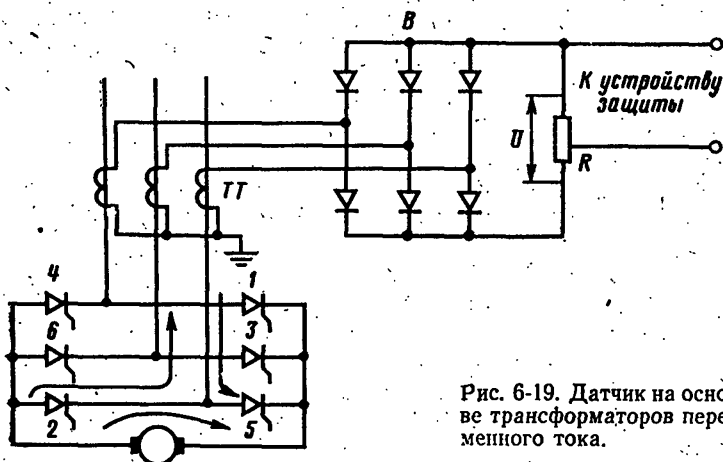 В
К устройству
защиты
U
R
ТТ
4
1
6
3
2
5
Рис. 6-19. Датчик на осно-
ве трансформаторов пере-
менного тока.